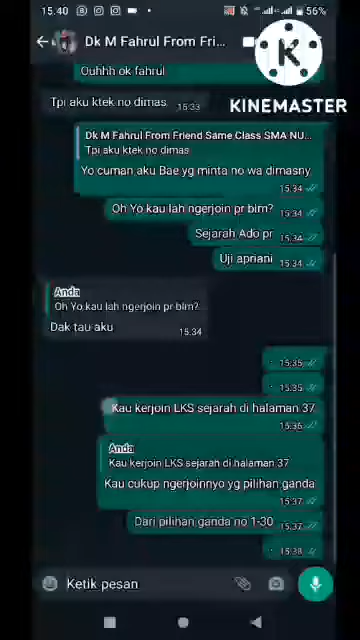 15.40
56%
Dk M Fahrul From Fri...
K
KINEMASTER
Ouhhh ok fahrul
Tpi aku ktek no dimas
15:33
Dk M Fahrul From Friend Same Class SMA NU...
Tpi aku ktek no dimas
Yo cuman aku Bae yg minta no wa dimasny
15.34
Oh Yo kau lah ngerjoin pr blm?
15.34
Sejarah Ado pr
15.34
Uji apriani
15.34
Anda
Oh Yo kau lah ngerjoin pr blm?
Dak tau aku
15.34
15.35
15.35
Kau kerjoin LKS sejarah di halaman 37
15.36
Anda
Kau kerjoin LKS sejarah di halaman 37
Kau cukup ngerjoinnyo yg pilihan ganda
15.37
Dari pilihan ganda no 1-30
15.37
15.38
Ketik pesan